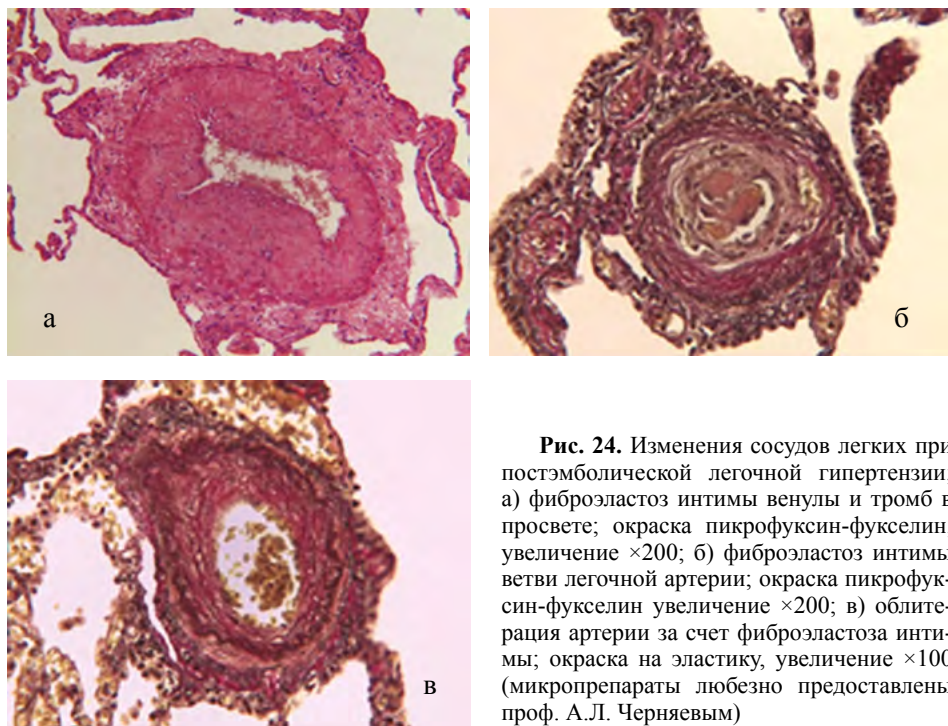 а
б
в
Рис. 24. Изменения сосудов легких при
постэмболической легочной гипертензии
а) фиброэластоз интимы венулы и тромб в
просвете; окраска пикрофуксин-фукселин
увеличение ×200; б) фиброэластоз интимы
ветви легочной артерии; окраска пикрофук-
син-фукселин увеличение ×200; в) облите-
рация артерии за счет фиброэластоза инти-
мы; окраска на эластику, увеличение ×100
(микропрепараты любезно предоставлены
проф. А.Л. Черняевым)